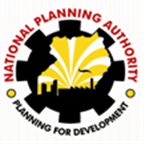 NATIONAL PLANNING AUTHORITY
PLANNING FOR DEVELOPMENT